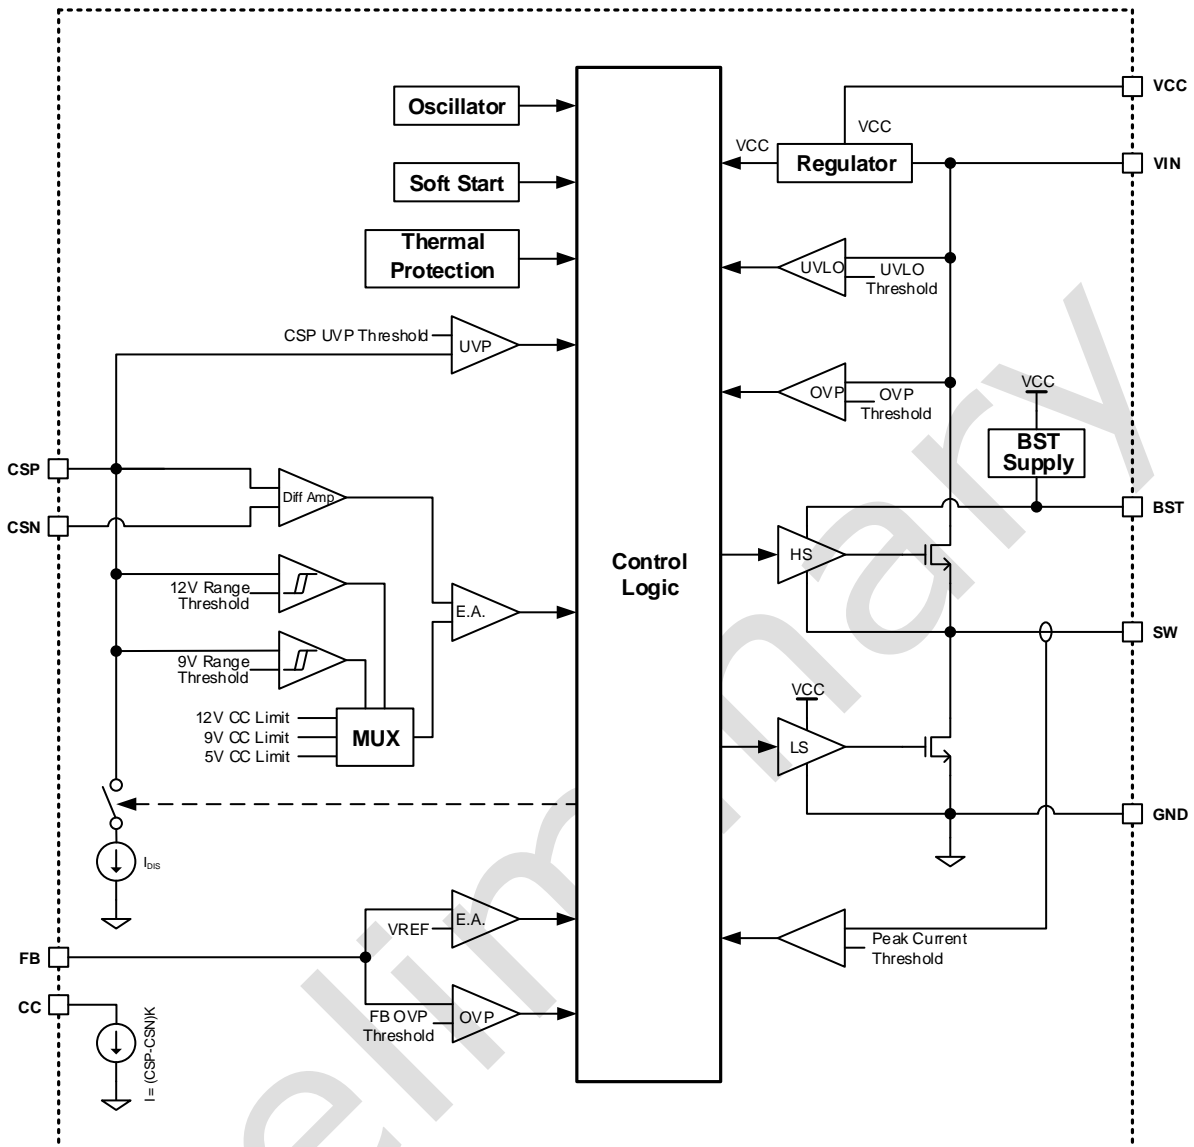 VCC
Oscillator
VCC
VCC
Regulator
VIN
Soft Start
Thermal
Protection
UVLO
UVLO
Threshold
CSP UVP Threshold
UVP
OVP
OVP
Threshold
VCC
BST
Supply
CSP
Diff Amp
CSN
BST
Control
Logic
HS
12V Range
Threshold
E.A.
SW
9V Range
Threshold
VCC
12V CC Limit
9V CC Limit
5V CC Limit
MUX
LS
GND
IDIS
E.A.
VREF
Peak Current
Threshold
FB
CC
FB OVP
Threshold
OVP
I = (CSP-CSN)K
eliminary